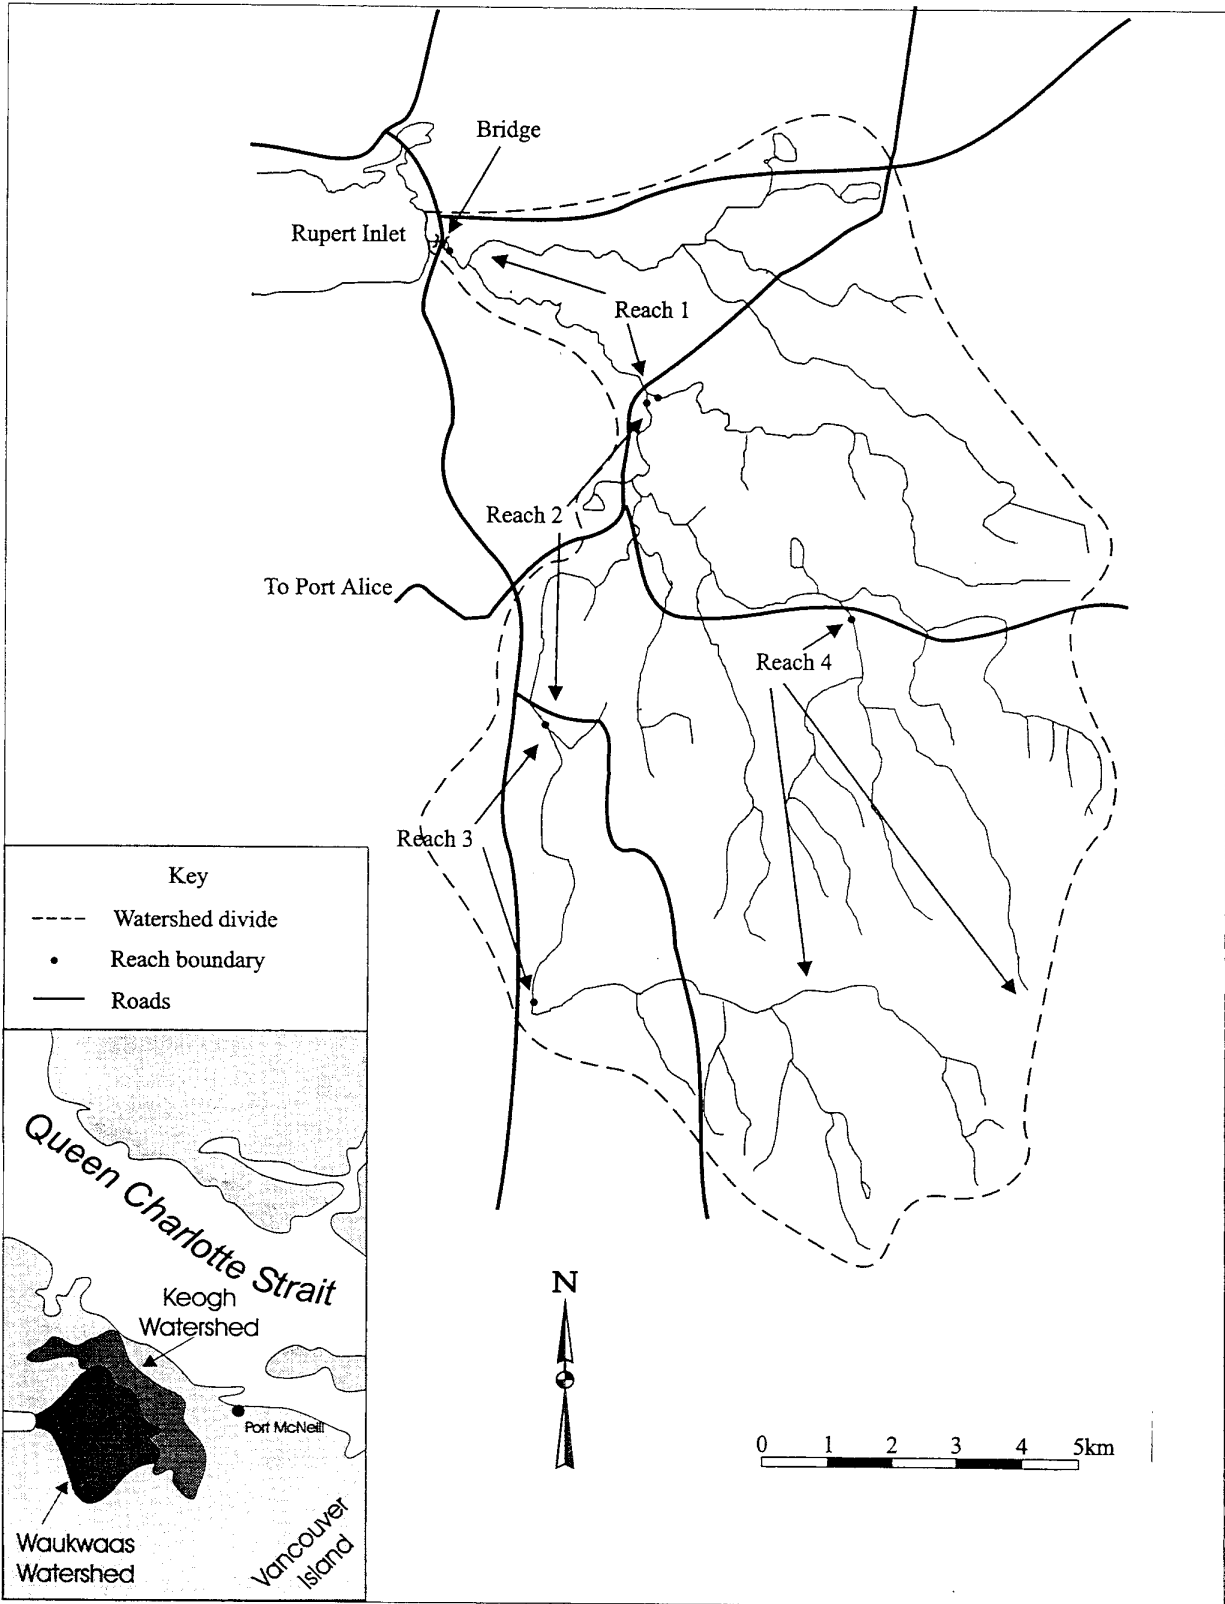 Bridge
Rupert Inlet
Reach 1
Reach 2
To Port Alice
Reach 4
Reach 3
Key
Watershed divide
Reach boundary
Roads
Queen Charlotte Strait
Keogh
Watershed
Port McNeill
Waukwaas
Watershed
Vancouver
Island
N
0 1 2 3 4 5km